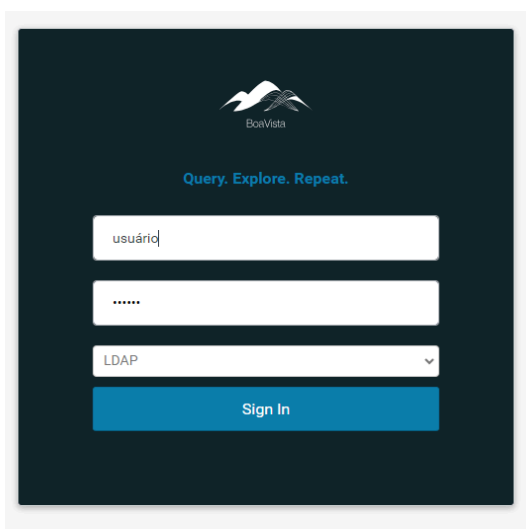 BoaVista
Query. Explore. Repeat.
usuário
••••••
LDAP
Sign In